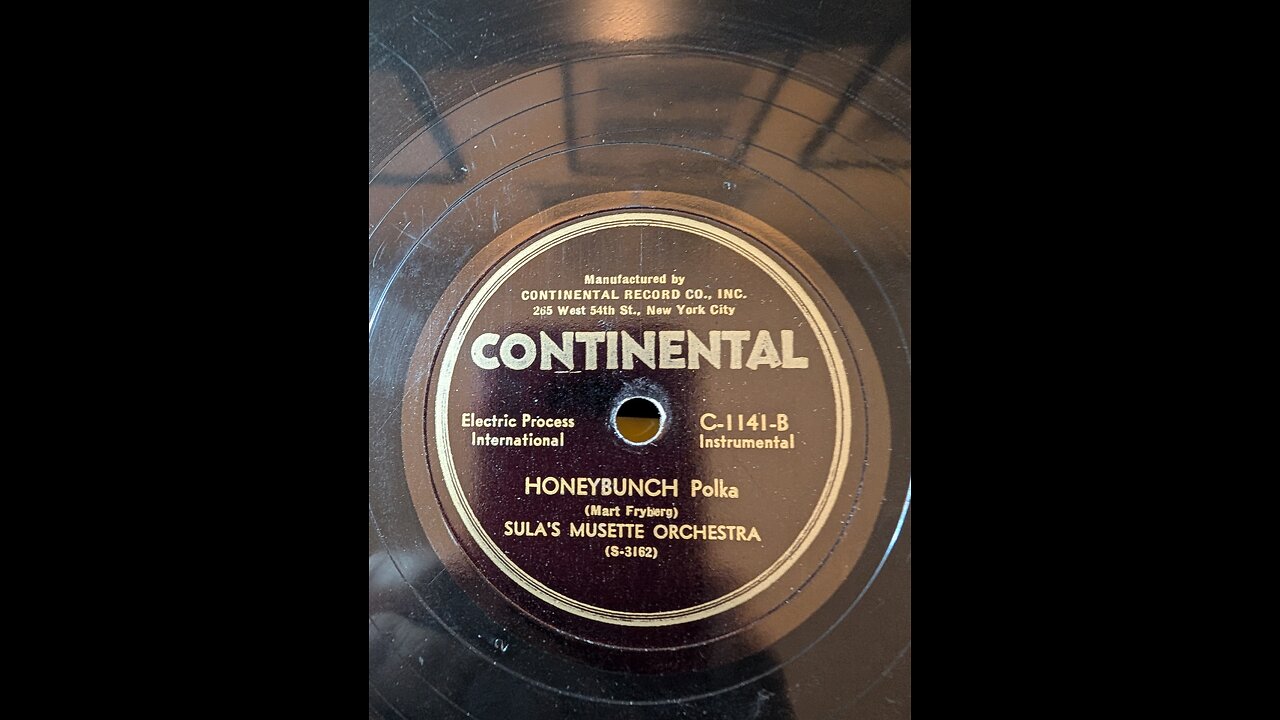 Manufactured by
CONTINENTAL RECORD CO., INC.
265 West 54th St., New York City
CONTINENTAL
Electric Process
International
C-1141-B
Instrumental
HONEYBUNCH Polka
(Mart Fryberg)
SULA'S MUSETTE ORCHESTRA
(S-3162)